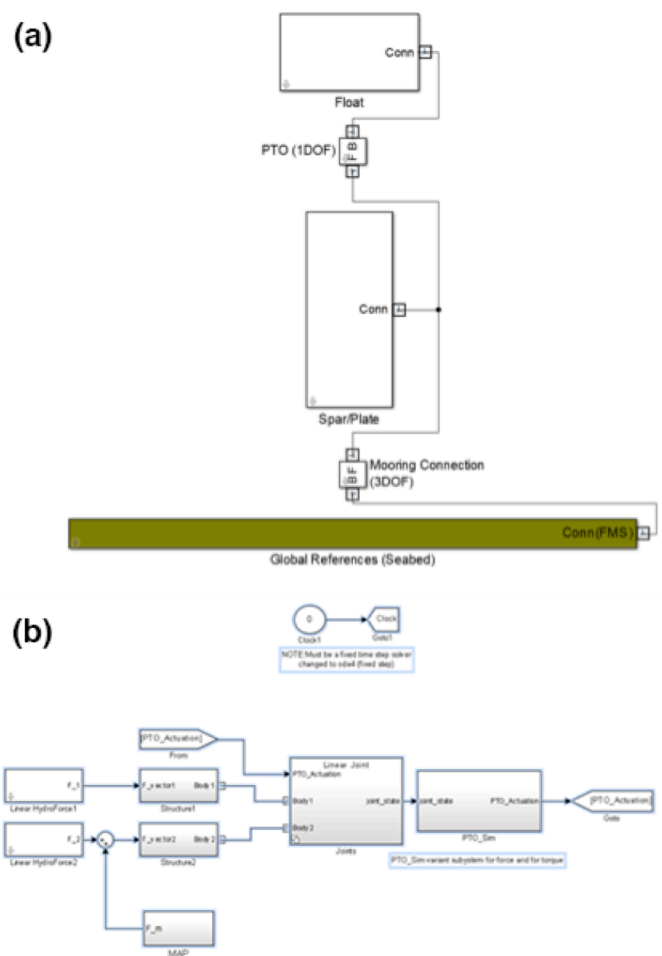 (a)
Conn
Float
PTO (1DOF)
F B
Conn
Spar/Plate
Mooring Connection
(3DOF)
B F
Conn(FMS)
Global References (Seabed)
(b)
0
Clock
Clock1
Goto1
NOTE:Must be a fixed time step solver
changed to ode4 (fixed step)
[PTO_Actuation]
From
Linear Joint
PTO_Actuation
F_1
F_vector1
Body 1
Body1
joint_state
joint_state
PTO_Actuation
[PTO_Actuation]
Linear HydroForce1
Structure1
Goto
F_2
F_vector2
Body 2
Body 2
PTO_Sim
Linear HydroForce2
Structure2
Joints
PTO_Sim variant subystem for force and for torque
F_m
MAP